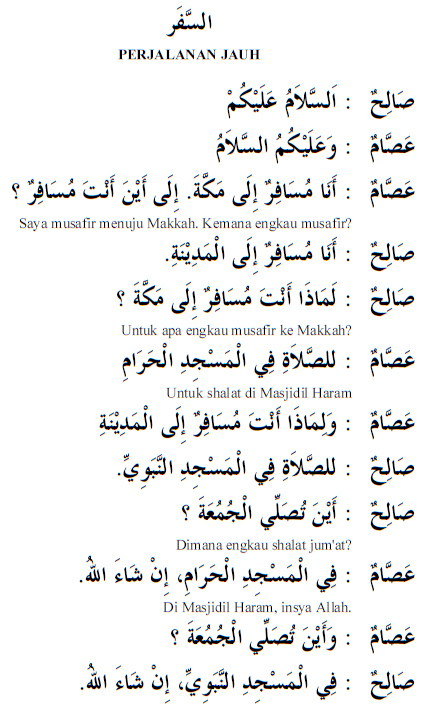 السَّفَر
PERJALANAN JAUH
صَالِحٌ : اَلسَّلاَمُ عَلَيْكُمْ
عَصَّامٌ : وَعَلَيْكُمُ السَّلاَمُ
عَصَّامٌ : أَنَا مُسَافِرٌ إِلَى مَكَّةَ. إِلَى أَيْنَ أَنْتَ مُسَافِرٌ ؟
Saya musafir menuju Makkah. Kemana engkau musafir?
صَالِحٌ : أَنَا مُسَافِرٌ إِلَى الْمَدِيْنَةِ.
صَالِحٌ : لَمَاذَا أَنْتَ مُسَافِرٌ إِلَى مَكَّةَ ؟
Untuk apa engkau musafir ke Makkah?
عَصَّامٌ : للصَّلاَةِ فِي الْمَسْجِدِ الْحَرَامِ
Untuk shalat di Masjidil Haram
عَصَّامٌ : وَلِمَاذَا أَنْتَ مُسَافِرٌ إِلَى الْمَدِيْنَةِ
صَالِحٌ : للصَّلاَةِ فِي الْمَسْجِدِ النَّبَوِيِّ.
صَالِحٌ : أَيْنَ تُصَلِّي الْجُمُعَةَ ؟
Dimana engkau shalat jum'at?
عَصَّامٌ : فِي الْمَسْجِدِ الْحَرَامِ، إِنْ شَاءَ اللهُ.
Di Masjidil Haram, insya Allah.
عَصَّامٌ : وَأَيْنَ تُصَلِّي الْجُمُعَةَ ؟
صَالِحٌ : فِي الْمَسْجِدِ النَّبَوِيِّ، إِنْ شَاءَ اللهُ.